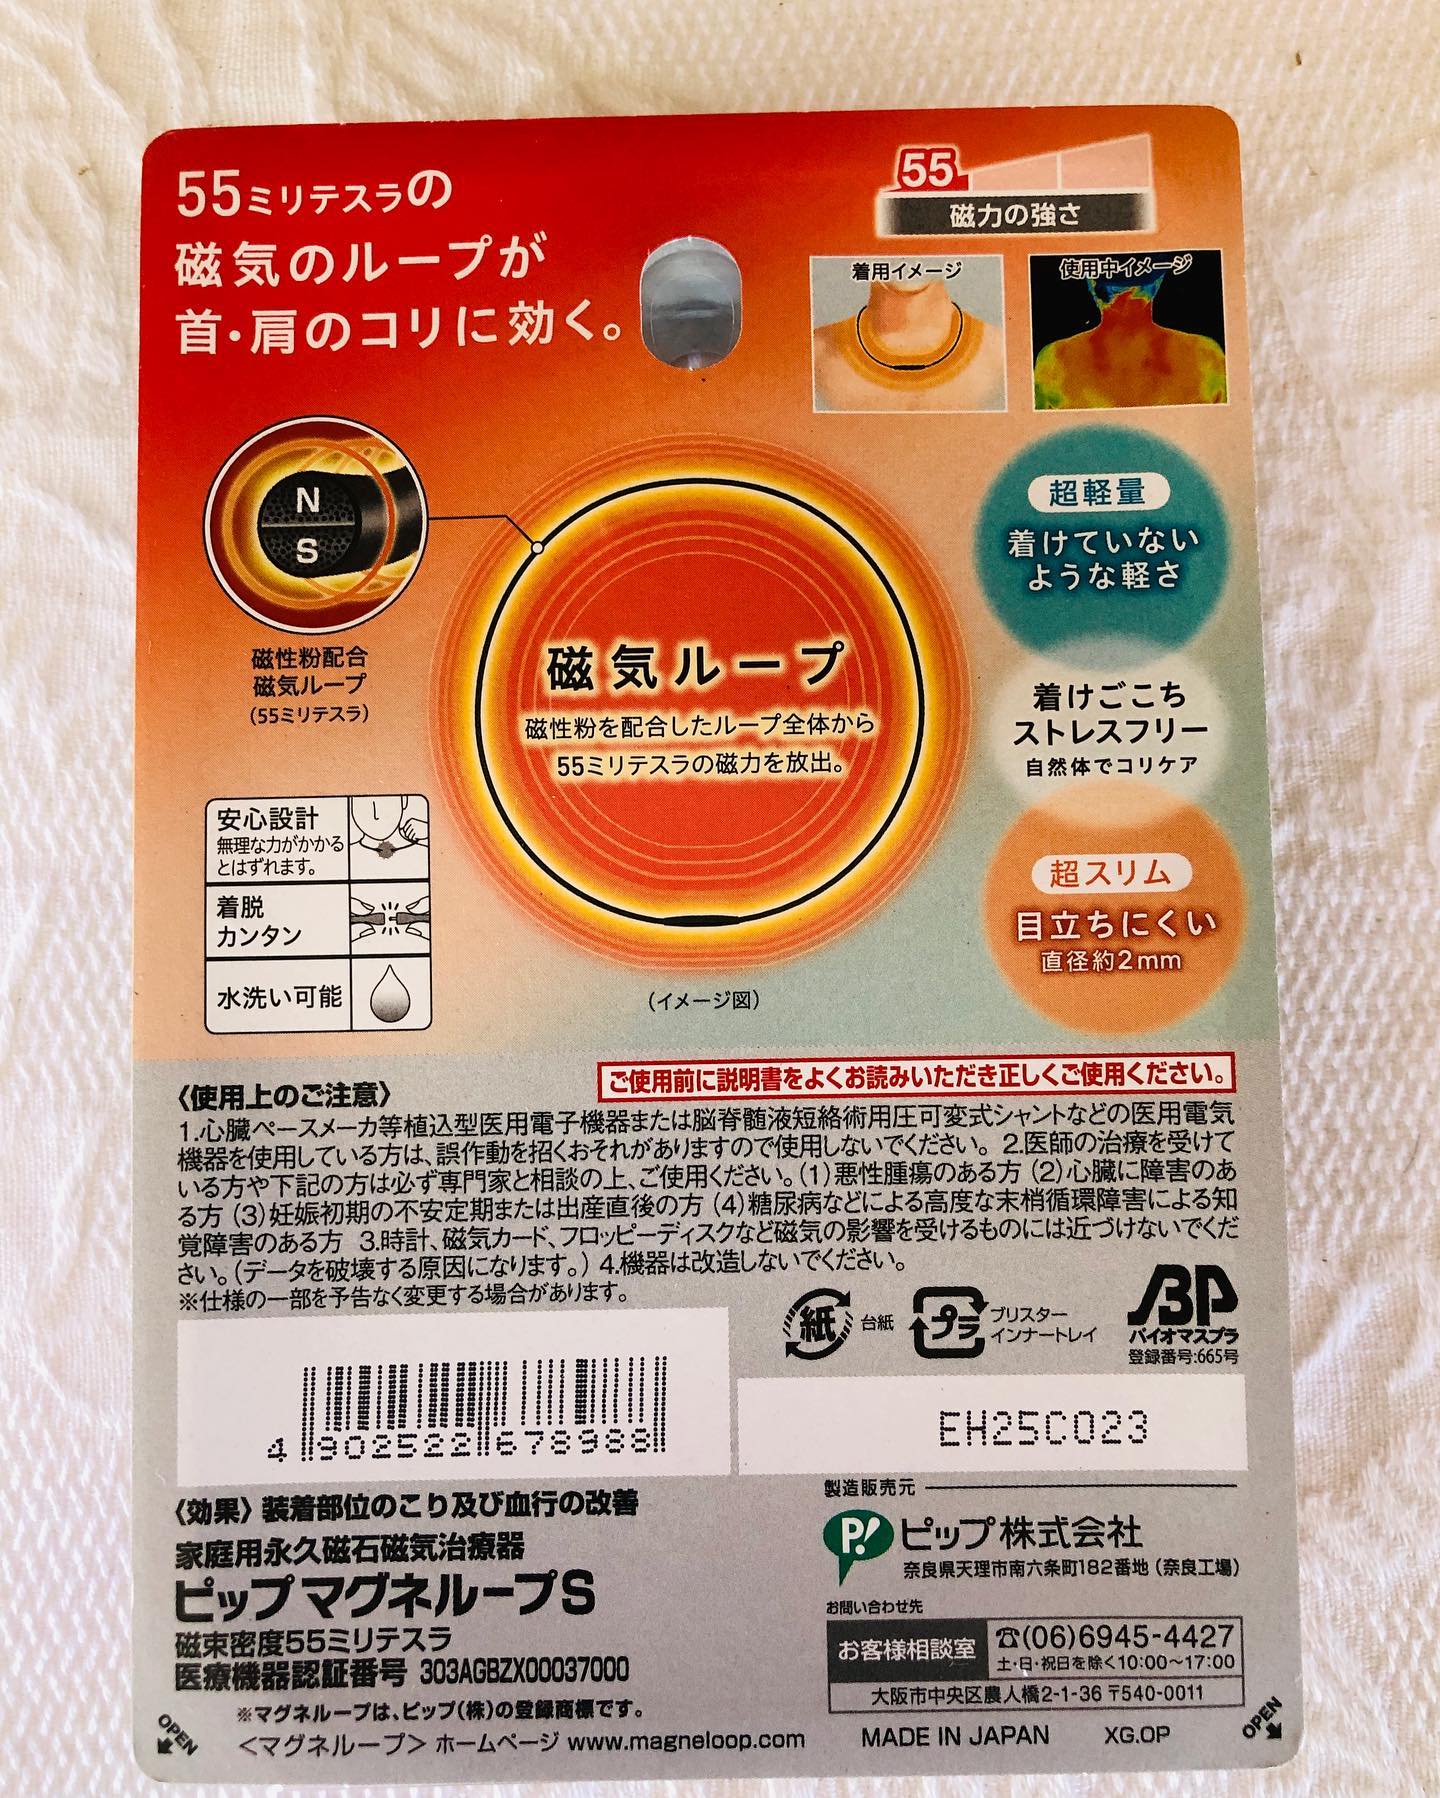 55ミリテスラの
磁気のループが
首・肩のコリに効く。
55
磁力の強さ
着用イメージ
使用中イメージ
N
S
磁性粉配合
磁気ループ
(55ミリテスラ)
磁気ループ
磁性粉を配合したループ全体から
55ミリテスラの磁力を放出。
(イメージ図)
超軽量
着けていない
ような軽さ
着けごこち
ストレスフリー
自然体でコリケア
超スリム
目立ちにくい
直径約2mm
安心設計
無理な力がかかる
とはずれます。
着脱
カンタン
水洗い可能
〈使用上のご注意〉
ご使用前に説明書をよくお読みいただき正しくご使用ください。
1.心臓ペースメーカ等植込型医用電子機器または脳脊髄液短絡術用圧可変式シャントなどの医用電気
機器を使用している方は、誤作動を招くおそれがありますので使用しないでください。 2.医師の治療を受けて
いる方や下記の方は必ず専門家と相談の上、ご使用ください。(1)悪性腫瘍のある方 (2)心臓に障害のあ
る方 (3)妊娠初期の不安定期または出産直後の方 (4)糖尿病などによる高度な末梢循環障害による知
覚障害のある方 3.時計、磁気カード、フロッピーディスクなど磁気の影響を受けるものには近づけないでくだ
さい。(データを破壊する原因になります。) 4.機器は改造しないでください。
※仕様の一部を予告なく変更する場合があります。
紙 台紙
プラ ブリスター
インナートレイ
BP
バイオマスプラ
登録番号:665号
4 902522 678988
EH25C023
〈効果〉装着部位のこり及び血行の改善
家庭用永久磁石磁気治療器
ピップ マグネループS
磁束密度55ミリテスラ
医療機器認証番号 303AGBZX00037000
※マグネループは、ピップ(株)の登録商標です。
<マグネループ> ホームページ www.magneloop.com
製造販売元
P! ピップ株式会社
奈良県天理市南六条町182番地 (奈良工場)
お問い合わせ先
お客様相談室
☎(06)6945-4427
土・日・祝日を除く10:00〜17:00
大阪市中央区農人橋2-1-36 〒540-0011
MADE IN JAPAN XG.OP
OPEN
OPEN